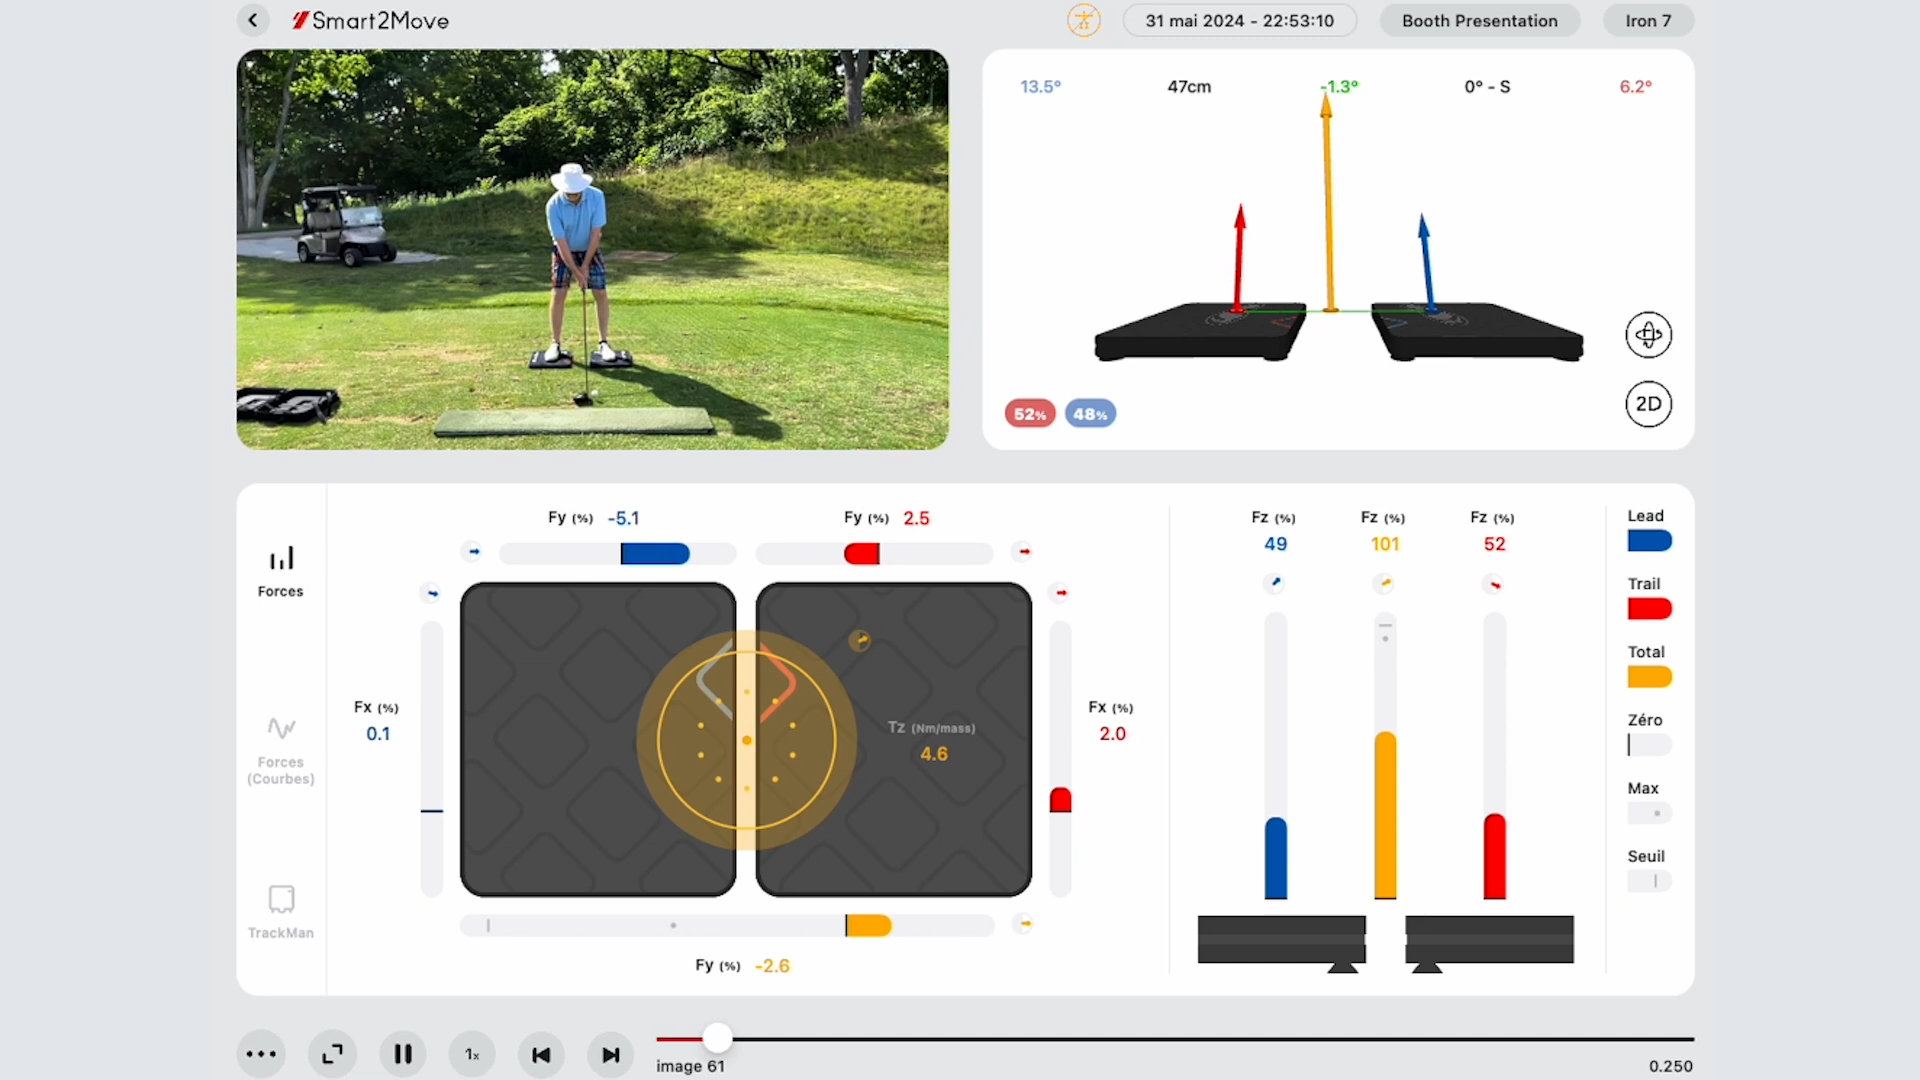 Smart2Move
31 mai 2024 - 22:53:10
Booth Presentation
Iron 7
13.5°
47cm
-1.3°
0° - S
6.2°
52%
48%
2D
Forces
Forces
(Courbes)
TrackMan
Fy (%) -5.1
Fy (%) 2.5
Fx (%)
0.1
Tz (Nm/mass)
4.6
Fx (%)
2.0
Fy (%) -2.6
Fz (%)
49
Fz (%)
101
Fz (%)
52
Lead
Trail
Total
Zéro
Max
Seuil
1x
image 61
0.250